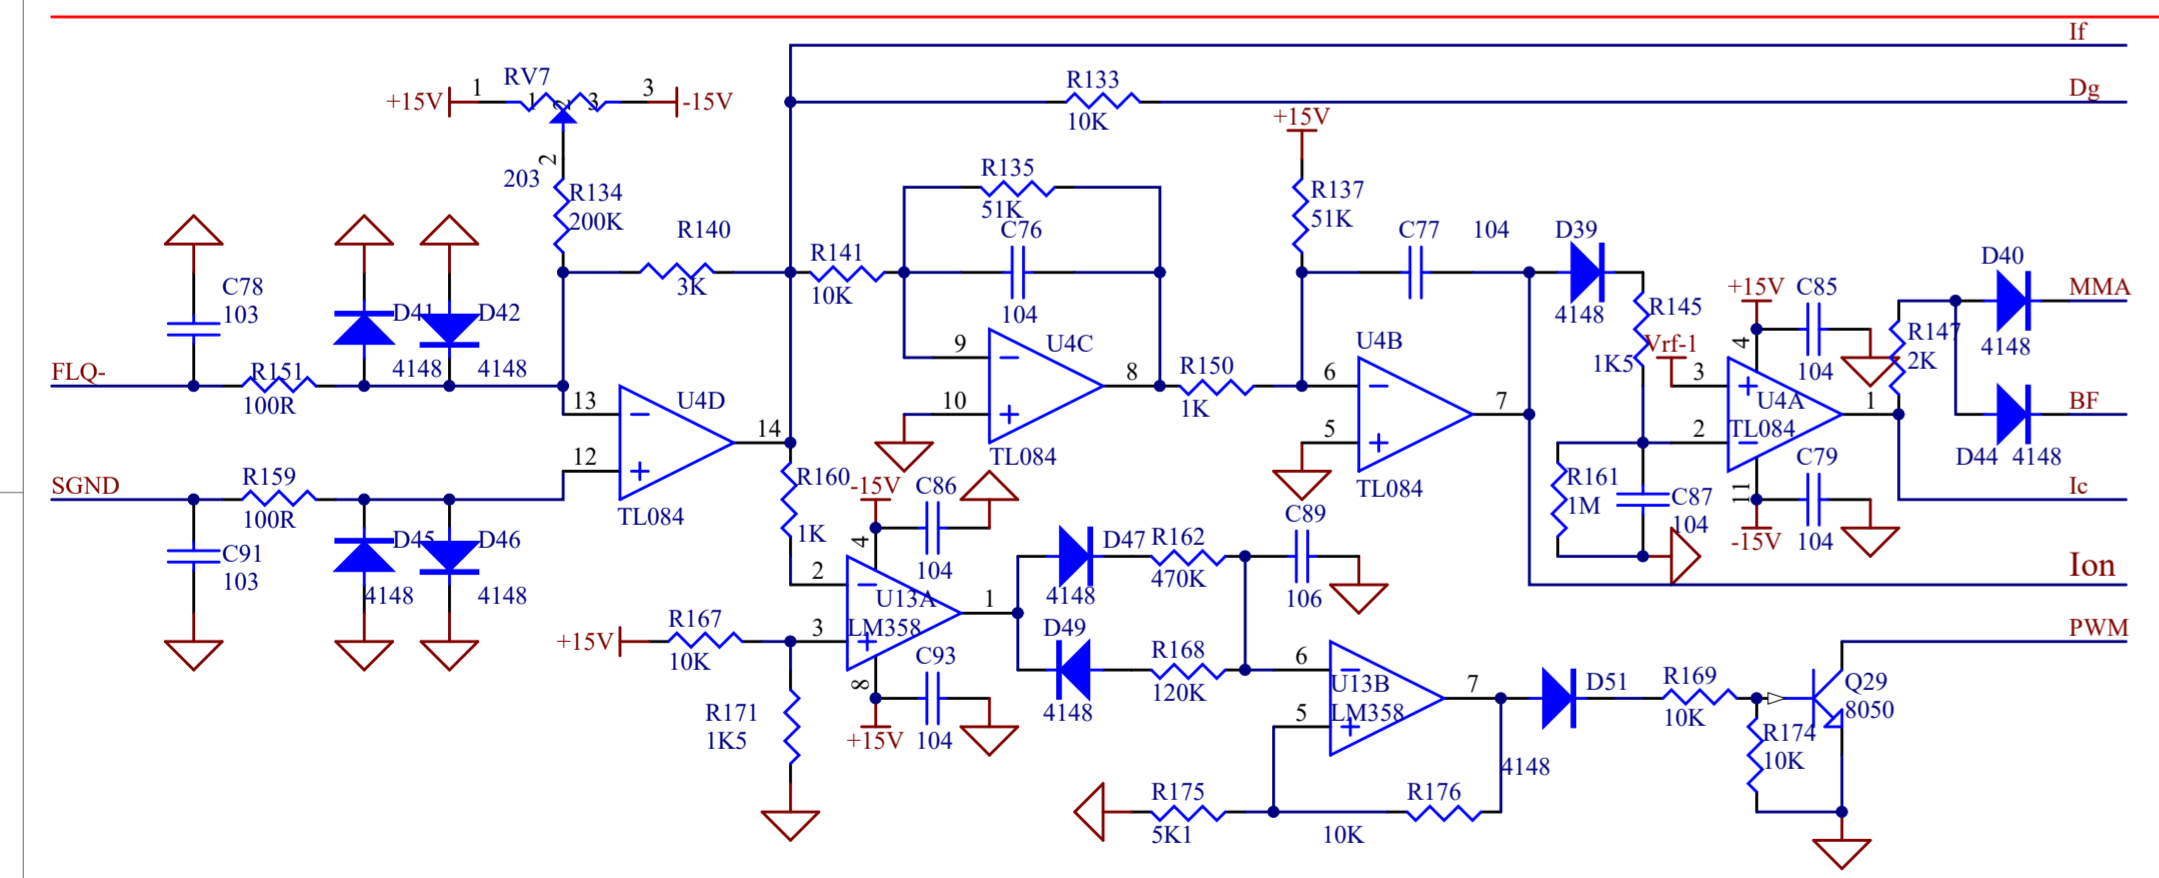 If
RV7
+15V
1
1
2
3
3
-15V
R133
10K
Dg
+15V
2
203
R134
200K
R135
51K
R137
51K
C76
104
C77
104
D39
4148
R140
3K
R141
10K
D40
4148
MMA
C78
103
D41
4148
D42
4148
R145
1K5
Vrf-1
+15V
C85
104
4
R147
2K
U4C
9
10
8
TL084
U4B
6
5
7
TL084
FLQ-
R151
100R
R150
1K
3
2
U4A
TL084
1
BF
D44
4148
13
12
U4D
14
TL084
SGND
R159
100R
R160
1K
-15V
C86
104
4
C89
106
R161
1M
C87
104
11
-15V
C79
104
Ic
C91
103
D45
4148
D46
4148
2
3
U13A
LM358
1
D47
4148
R162
470K
Ion
+15V
R167
10K
D49
4148
R168
120K
PWM
8
C93
104
+15V
6
5
U13B
LM358
7
D51
4148
R169
10K
Q29
8050
R171
1K5
R174
10K
R175
5K1
R176
10K